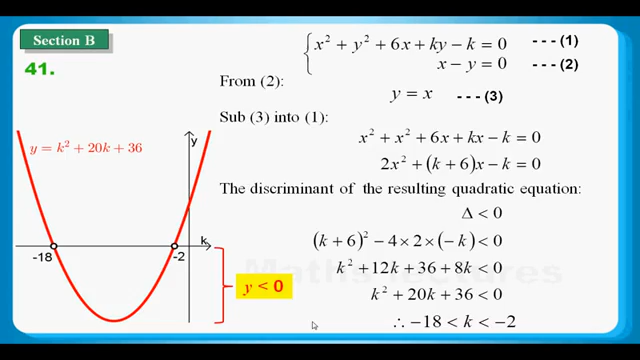 Section B
41.
x² + y² + 6x + ky − k = 0 - - - (1)
x − y = 0 - - - (2)
From (2):
y = x - - - (3)
Sub (3) into (1):
x² + x² + 6x + kx − k = 0
2x² + (k + 6)x − k = 0
The discriminant of the resulting quadratic equation:
Δ < 0
(k + 6)² − 4 × 2 × (−k) < 0
k² + 12k + 36 + 8k < 0
k² + 20k + 36 < 0
∴ −18 < k < −2
y = k² + 20k + 36
y
k
-18
-2
y < 0